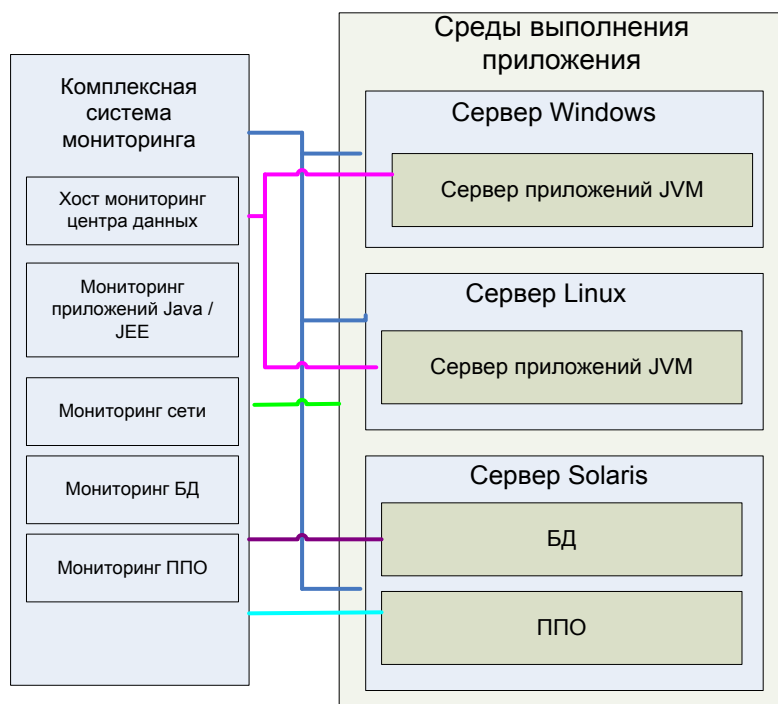 Комплексная
система
мониторинга
Хост мониторинг
центра данных
Мониторинг
приложений Java /
JEE
Мониторинг сети
Мониторинг БД
Мониторинг ППО
Среды выполнения
приложения
Сервер Windows
Сервер приложений JVM
Сервер Linux
Сервер приложений JVM
Сервер Solaris
БД
ППО